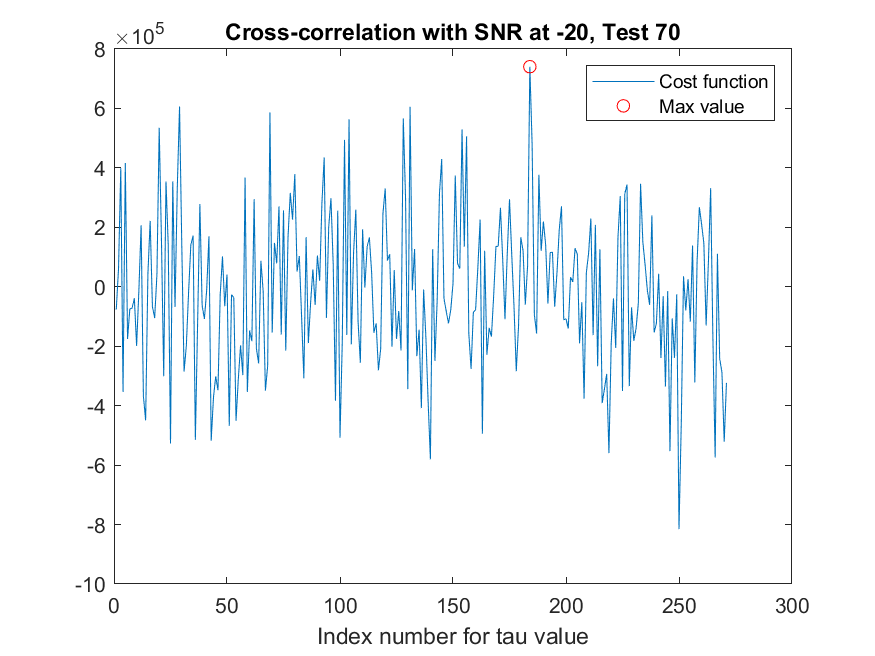 ×10^5
Cross-correlation with SNR at -20, Test 70
8
6
4
2
0
-2
-4
-6
-8
-10
Cost function
Max value
0 50 100 150 200 250 300
Index number for tau value